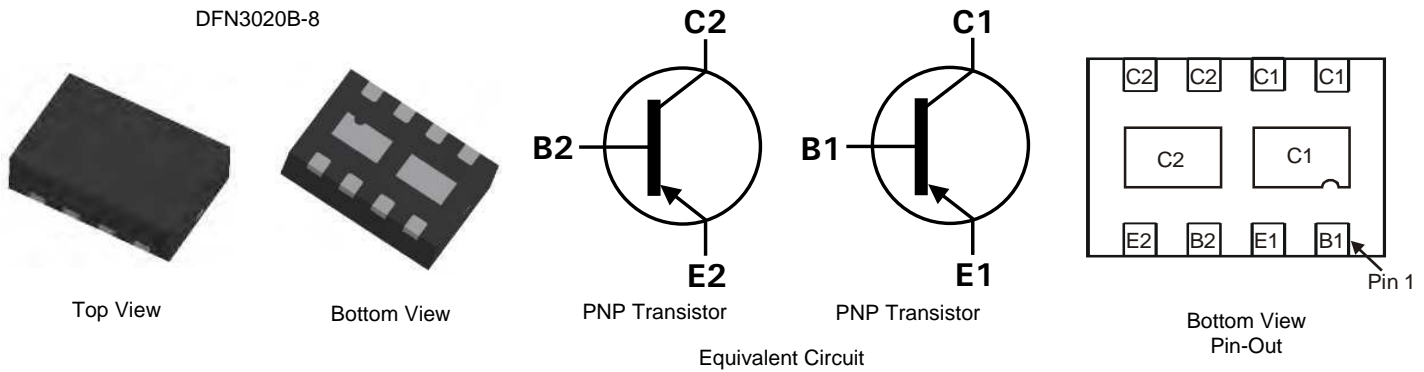 DFN3020B-8
Top View
Bottom View
C2
B2
E2
PNP Transistor
C1
B1
E1
PNP Transistor
Equivalent Circuit
C2 C2 C1 C1
C2 C1
E2 B2 E1 B1
Pin 1
Bottom View
Pin-Out